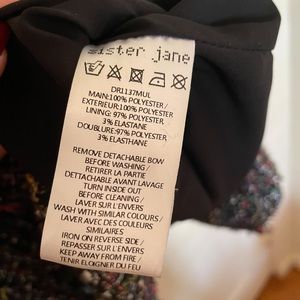 sister jane
DR1137MUL
MAIN:100% POLYESTER /
EXTERIEUR:100% POLYESTER
LINING: 97% POLYESTER
3% ELASTANE
DOUBLURE:97% POLYESTER
3% ELASTANE
REMOVE DETACHABLE BOW
BEFORE WASHING /
RETIRER LA PARTIE
DETTACHABLE AVANT LAVAGE
TURN INSIDE OUT
BEFORE CLEANING /
LAVER SUR L'ENVERS
WASH WITH SIMILAR COLOURS /
LAVER AVEC DES COULEURS
SIMILAIRES
IRON ON REVERSE SIDE /
REPASSER SUR L'ENVERS
KEEP AWAY FROM FIRE /
TENIR ELOIGNER DU FEU